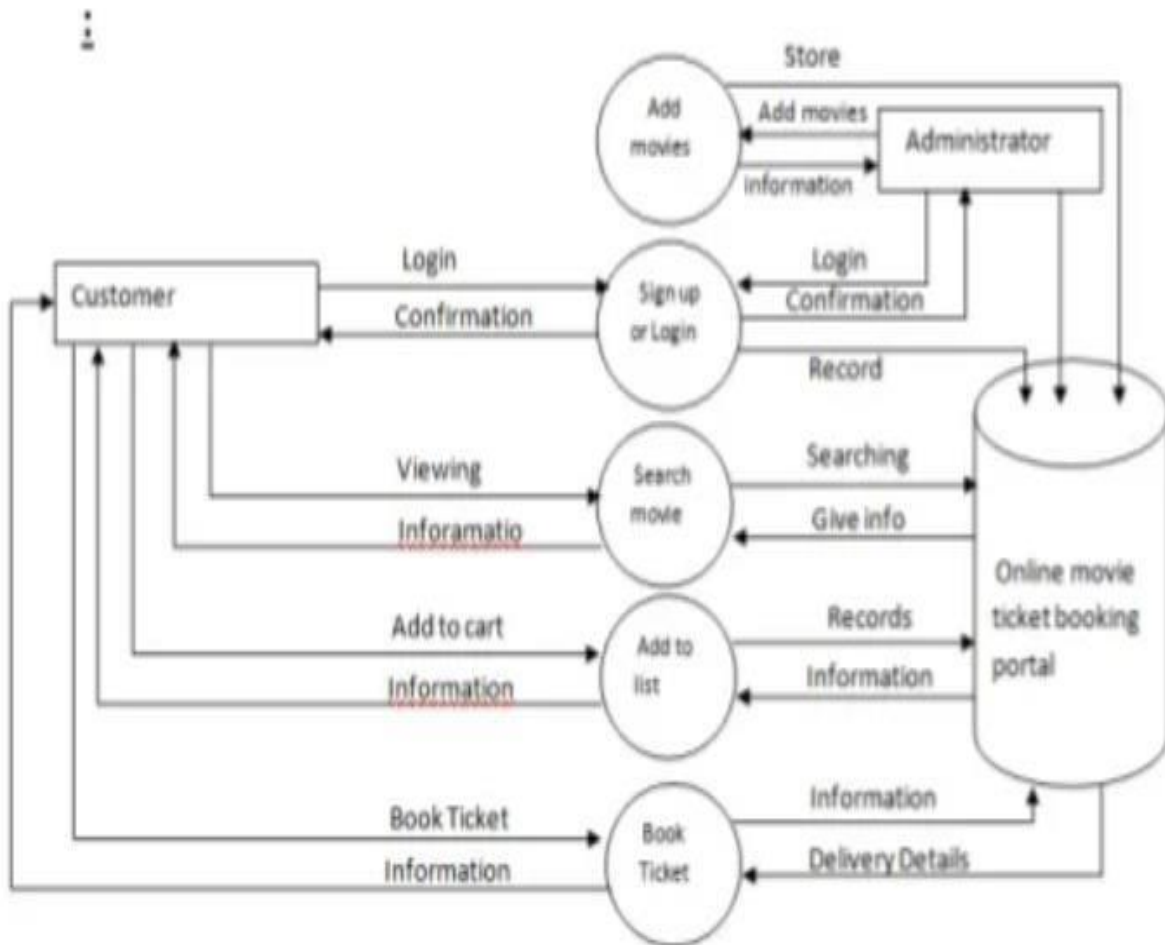 :
Store
Add
movies
Add movies
information
Administrator
Customer
Login
Confirmation
Sign up
or Login
Login
Confirmation
Record
Viewing
Inforamatio
Search
movie
Searching
Give info
Online movie
ticket booking
portal
Add to cart
Information
Add to
list
Records
Information
Book Ticket
Information
Book
Ticket
Information
Delivery Details